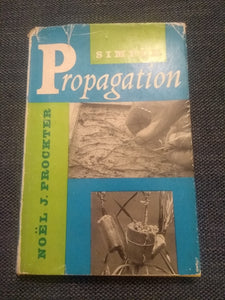 SIMPLE
Propagation
NOËL J. PROCKTER